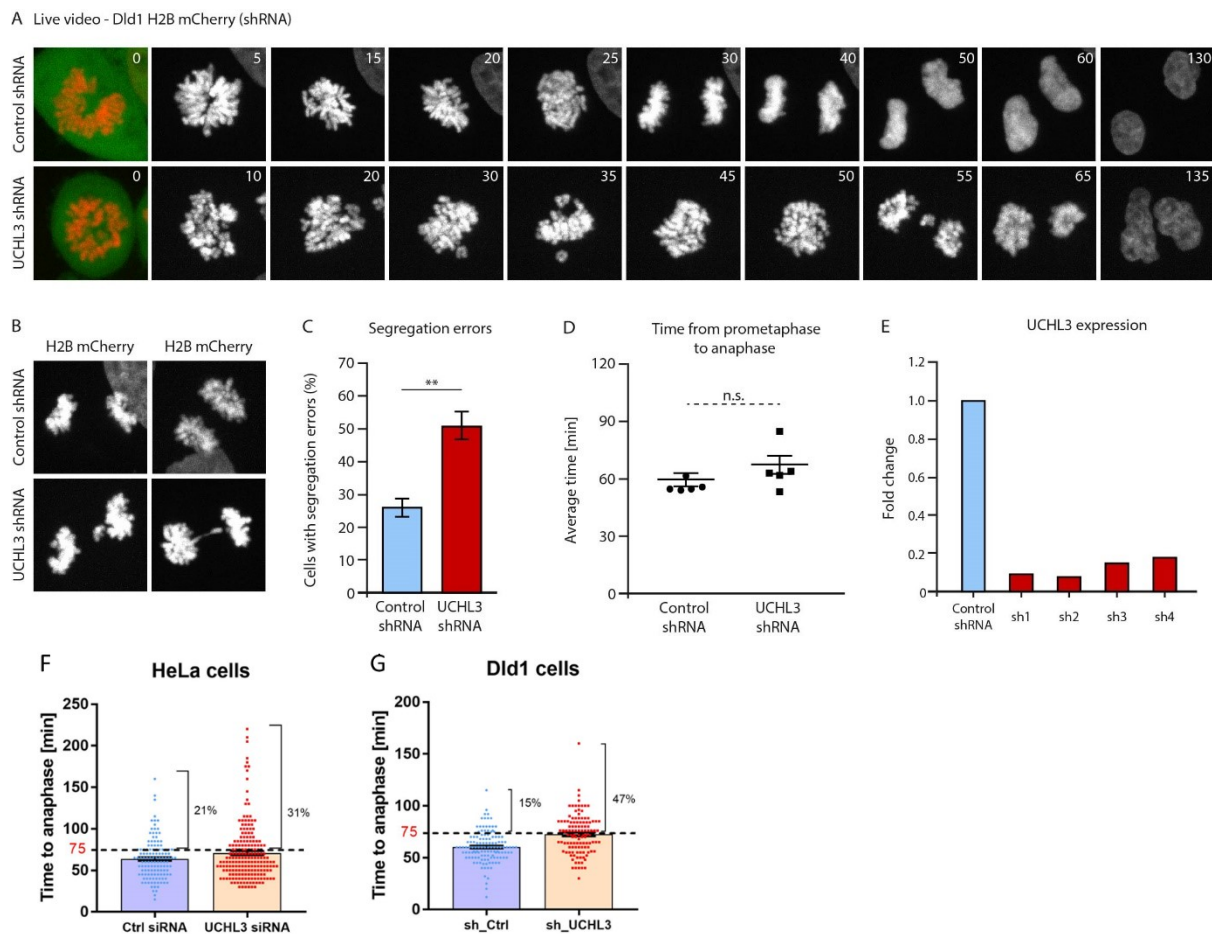 A Live video - Dld1 H2B mCherry (shRNA)
Control shRNA
0 5 15 20 25 30 40 50 60 130
UCHL3 shRNA
0 10 20 30 35 45 50 55 65 135
B
H2B mCherry H2B mCherry
Control shRNA
UCHL3 shRNA
C
Segregation errors
Cells with segregation errors (%)
70
60
50
40
30
20
10
0
**
Control
shRNA
UCHL3
shRNA
D
Time from prometaphase
to anaphase
Average time [min]
120
90
60
30
0
n.s.
Control
shRNA
UCHL3
shRNA
E
UCHL3 expression
Fold change
1.2
1.0
0.8
0.6
0.4
0.2
0
Control
shRNA
sh1 sh2 sh3 sh4
F
HeLa cells
Time to anaphase [min]
250
200
150
100
75
50
0
21%
31%
Ctrl siRNA UCHL3 siRNA
G
Dld1 cells
Time to anaphase [min]
200
150
100
75
50
0
15%
47%
sh_Ctrl sh_UCHL3